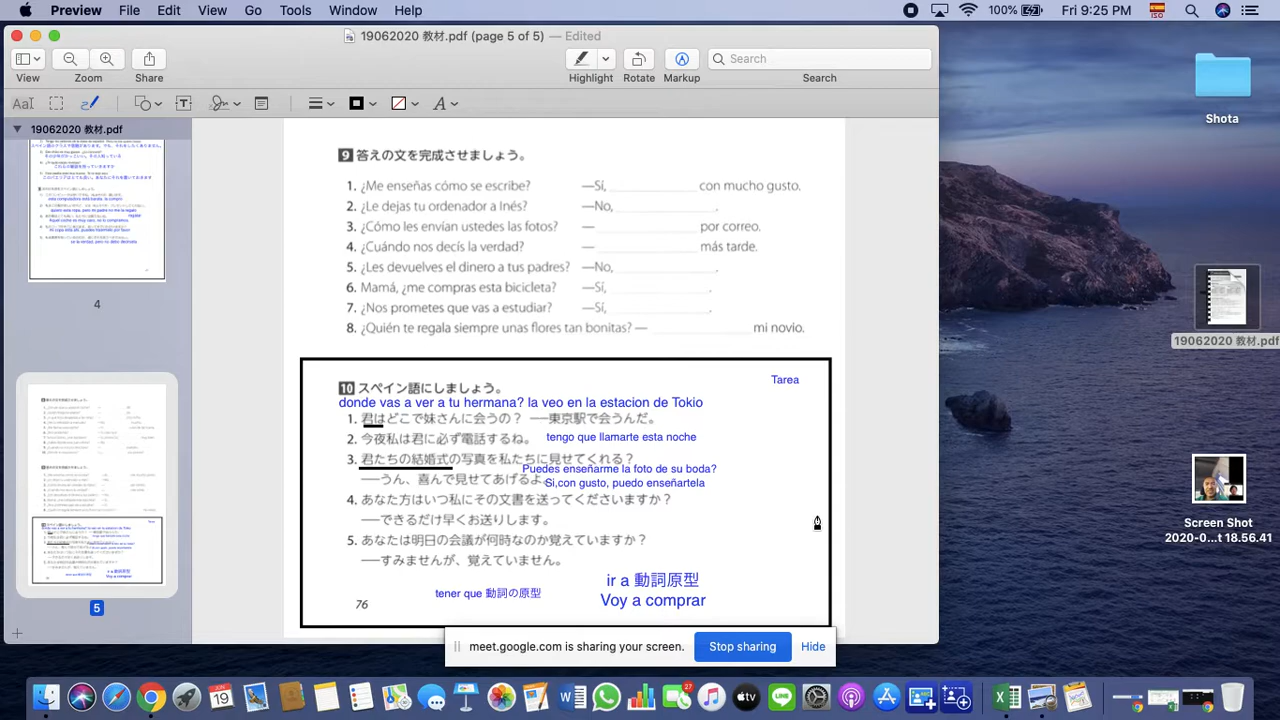 Preview File Edit View Go Tools Window Help 100% Fri 9:25 PM ISO
19062020 教材.pdf (page 5 of 5) — Edited
View Zoom Share Highlight Rotate Markup Search
Search
19062020 教材.pdf
9 答えの文を完成させましょう。
1. ¿Me enseñas cómo se escribe? —Sí, con mucho gusto.
2. ¿Le dejas tu ordenador a Inés? —No, .
3. ¿Cómo les envían ustedes por correo.
4. ¿Cuándo nos decís la verdad? — más tarde.
5. ¿Les devuelves el dinero a tus padres? —No, .
6. Mamá, ¿me compras esta bicicleta? —Sí, .
7. ¿Nos prometes que vas a estudiar? —Sí, .
8. ¿Quién te regala siempre unas flores tan bonitas? — mi novio.
Tarea
10 スペイン語にしましょう。
donde vas a ver a tu hermana? la veo en la estacion de Tokio
1. 君はどこで妹さんに会うの？ —東京駅で会うんだ。
2. 今夜私は君に必ず電話
tengo que llamarte esta noche
3. 君たちの結婚式の写真を私たちに見せてくれる？
Puedes enseñarme la foto de su boda?
—うん、喜んで見せてあげるよ
Si,con gusto, puedo enseñartela
4. あなた方はいつ私にその
を送ってくださいますか？
—できるだけ早くお送りします。
5. あなたは明日の会議が何時なのか覚えていますか？
—すみませんが、覚えていません。
ir a 動詞原型
tener que 動詞の原型
Voy a comprar
76
4
5
meet.google.com is sharing your screen. Stop sharing Hide
Shota
19062020 教材.pdf
Screen Shot
2020-0...1 18.56.41
JUN
19
27
tv
LINE